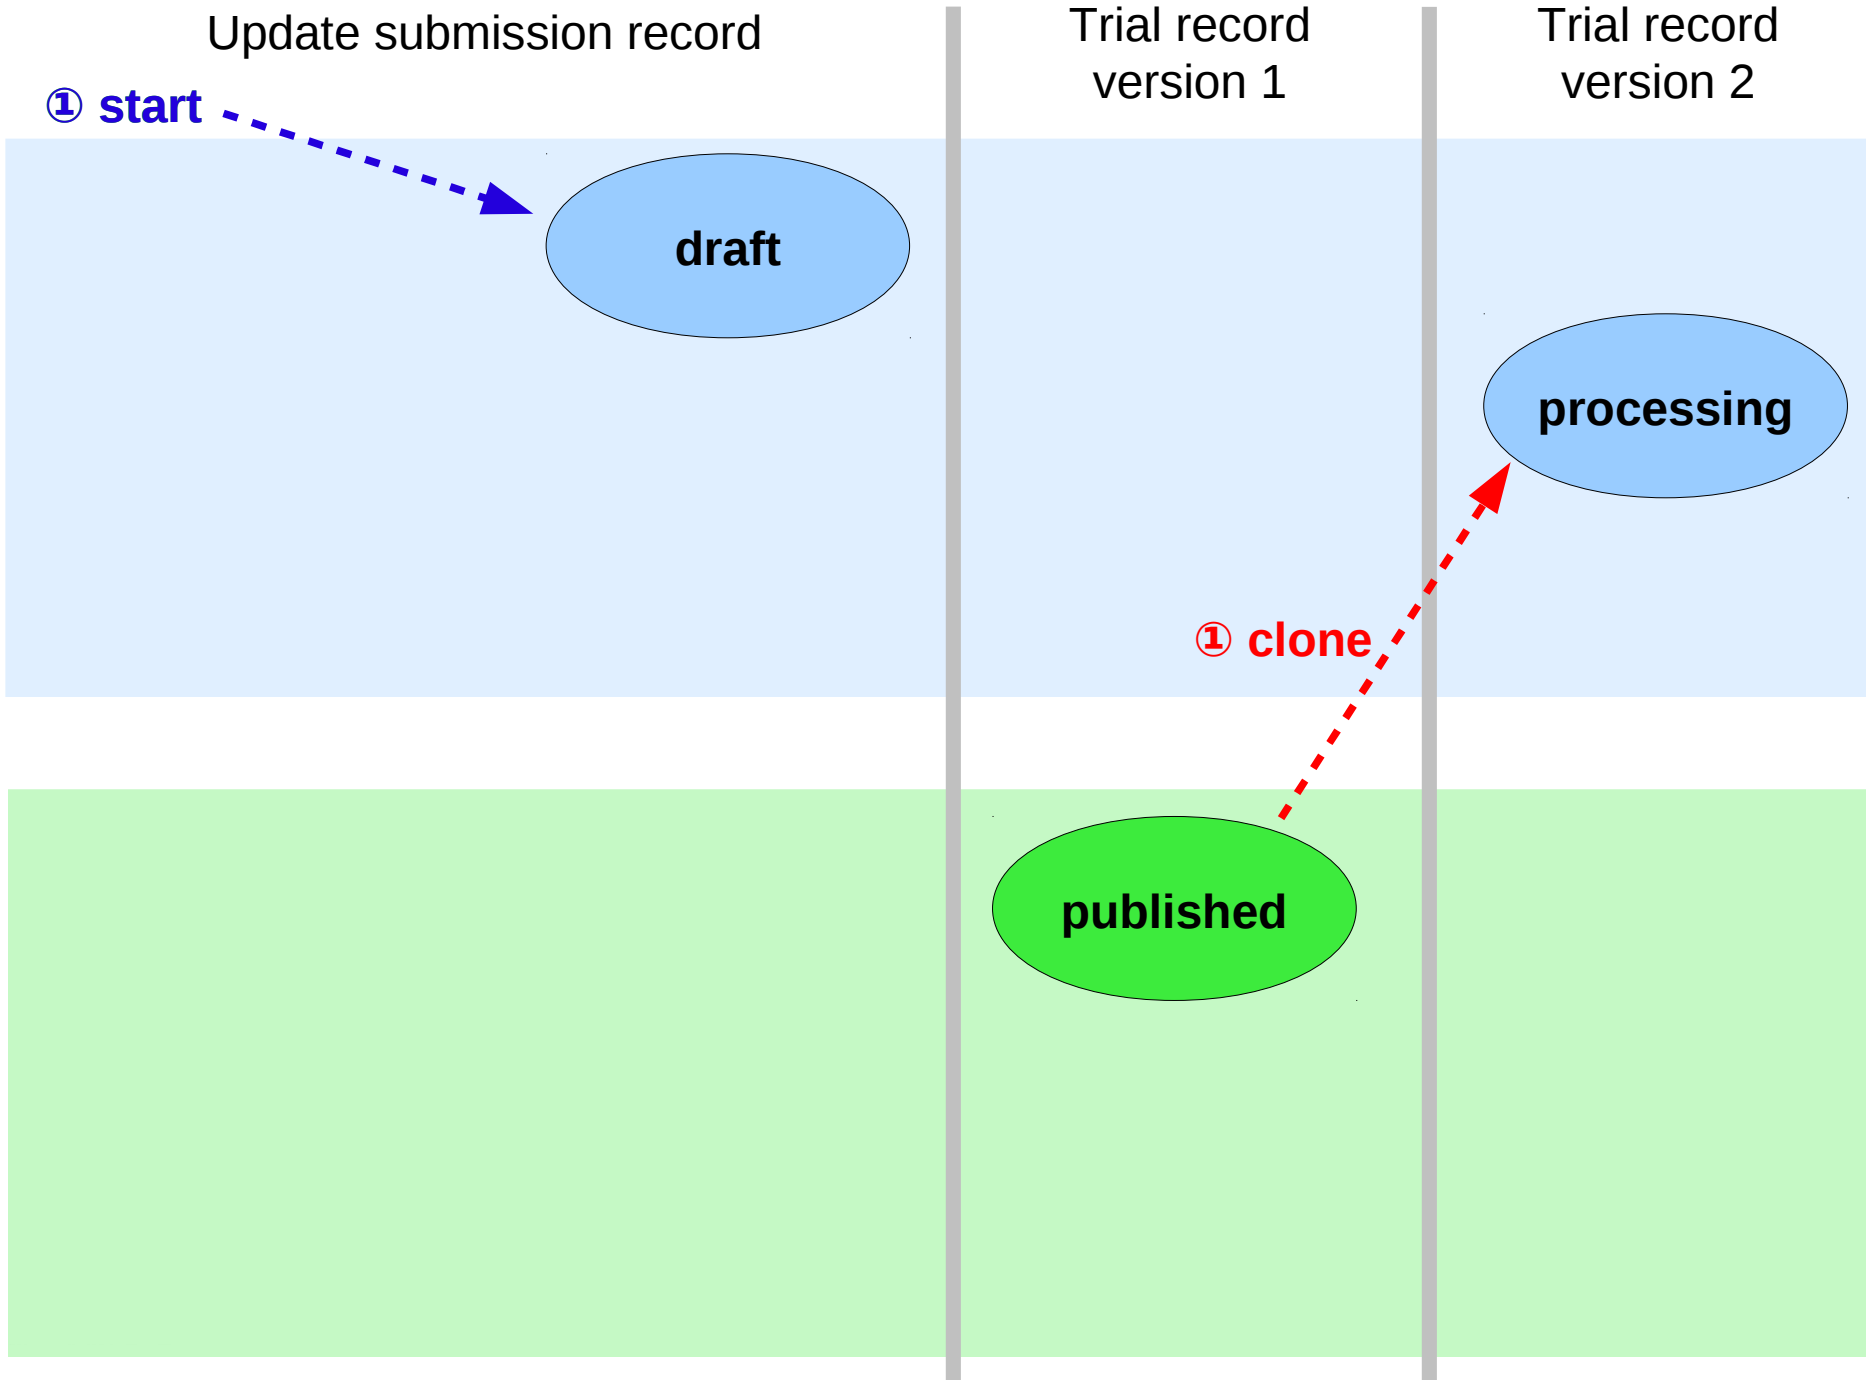 Update submission record
Trial record
version 1
Trial record
version 2
① start
draft
processing
① clone
published